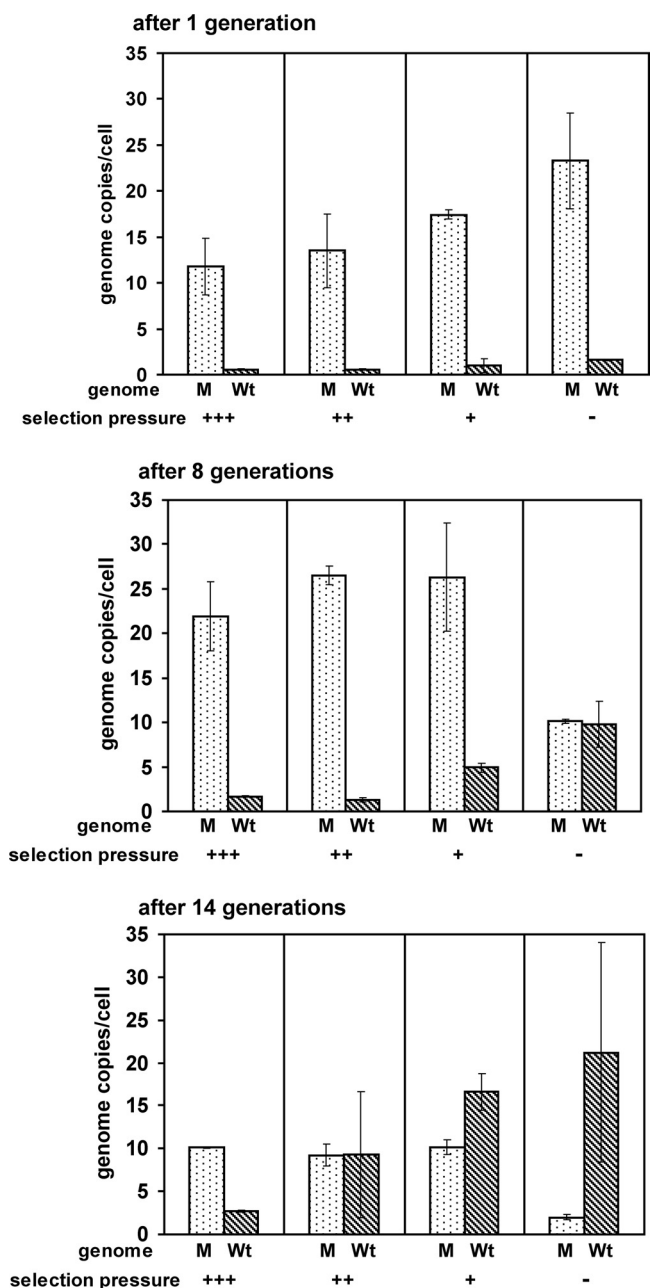 after 1 generation
35
30
25
20
15
10
5
0
genome copies/cell
genome M Wt M Wt M Wt M Wt
selection pressure +++ ++ + -
after 8 generations
35
30
25
20
15
10
5
0
genome copies/cell
genome M Wt M Wt M Wt M Wt
selection pressure +++ ++ + -
after 14 generations
35
30
25
20
15
10
5
0
genome copies/cell
genome M Wt M Wt M Wt M Wt
selection pressure +++ ++ + -